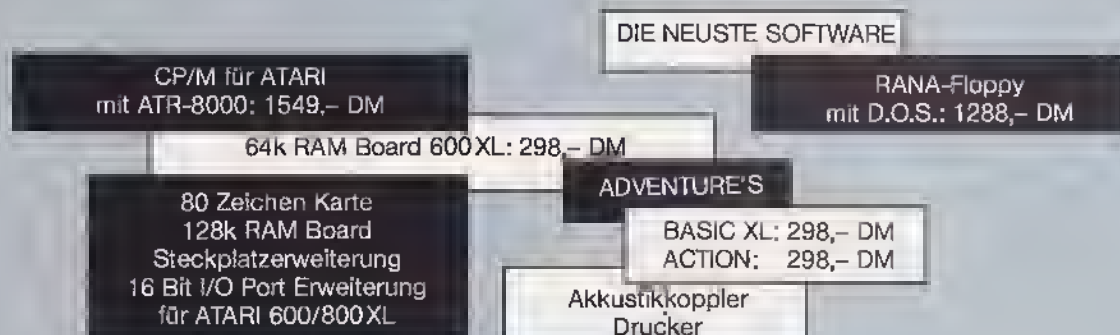 DIE NEUSTE SOFTWARE
CP/M für ATARI
mit ATR-8000: 1549,– DM
RANA-Floppy
mit D.O.S.: 1288,– DM
64k RAM Board 600XL: 298,– DM
ADVENTURE'S
80 Zeichen Karte
128k RAM Board
Steckplatzerweiterung
16 Bit I/O Port Erweiterung
für ATARI 600/800XL
BASIC XL: 298,– DM
ACTION: 298,– DM
Akkustikkoppler
Drucker